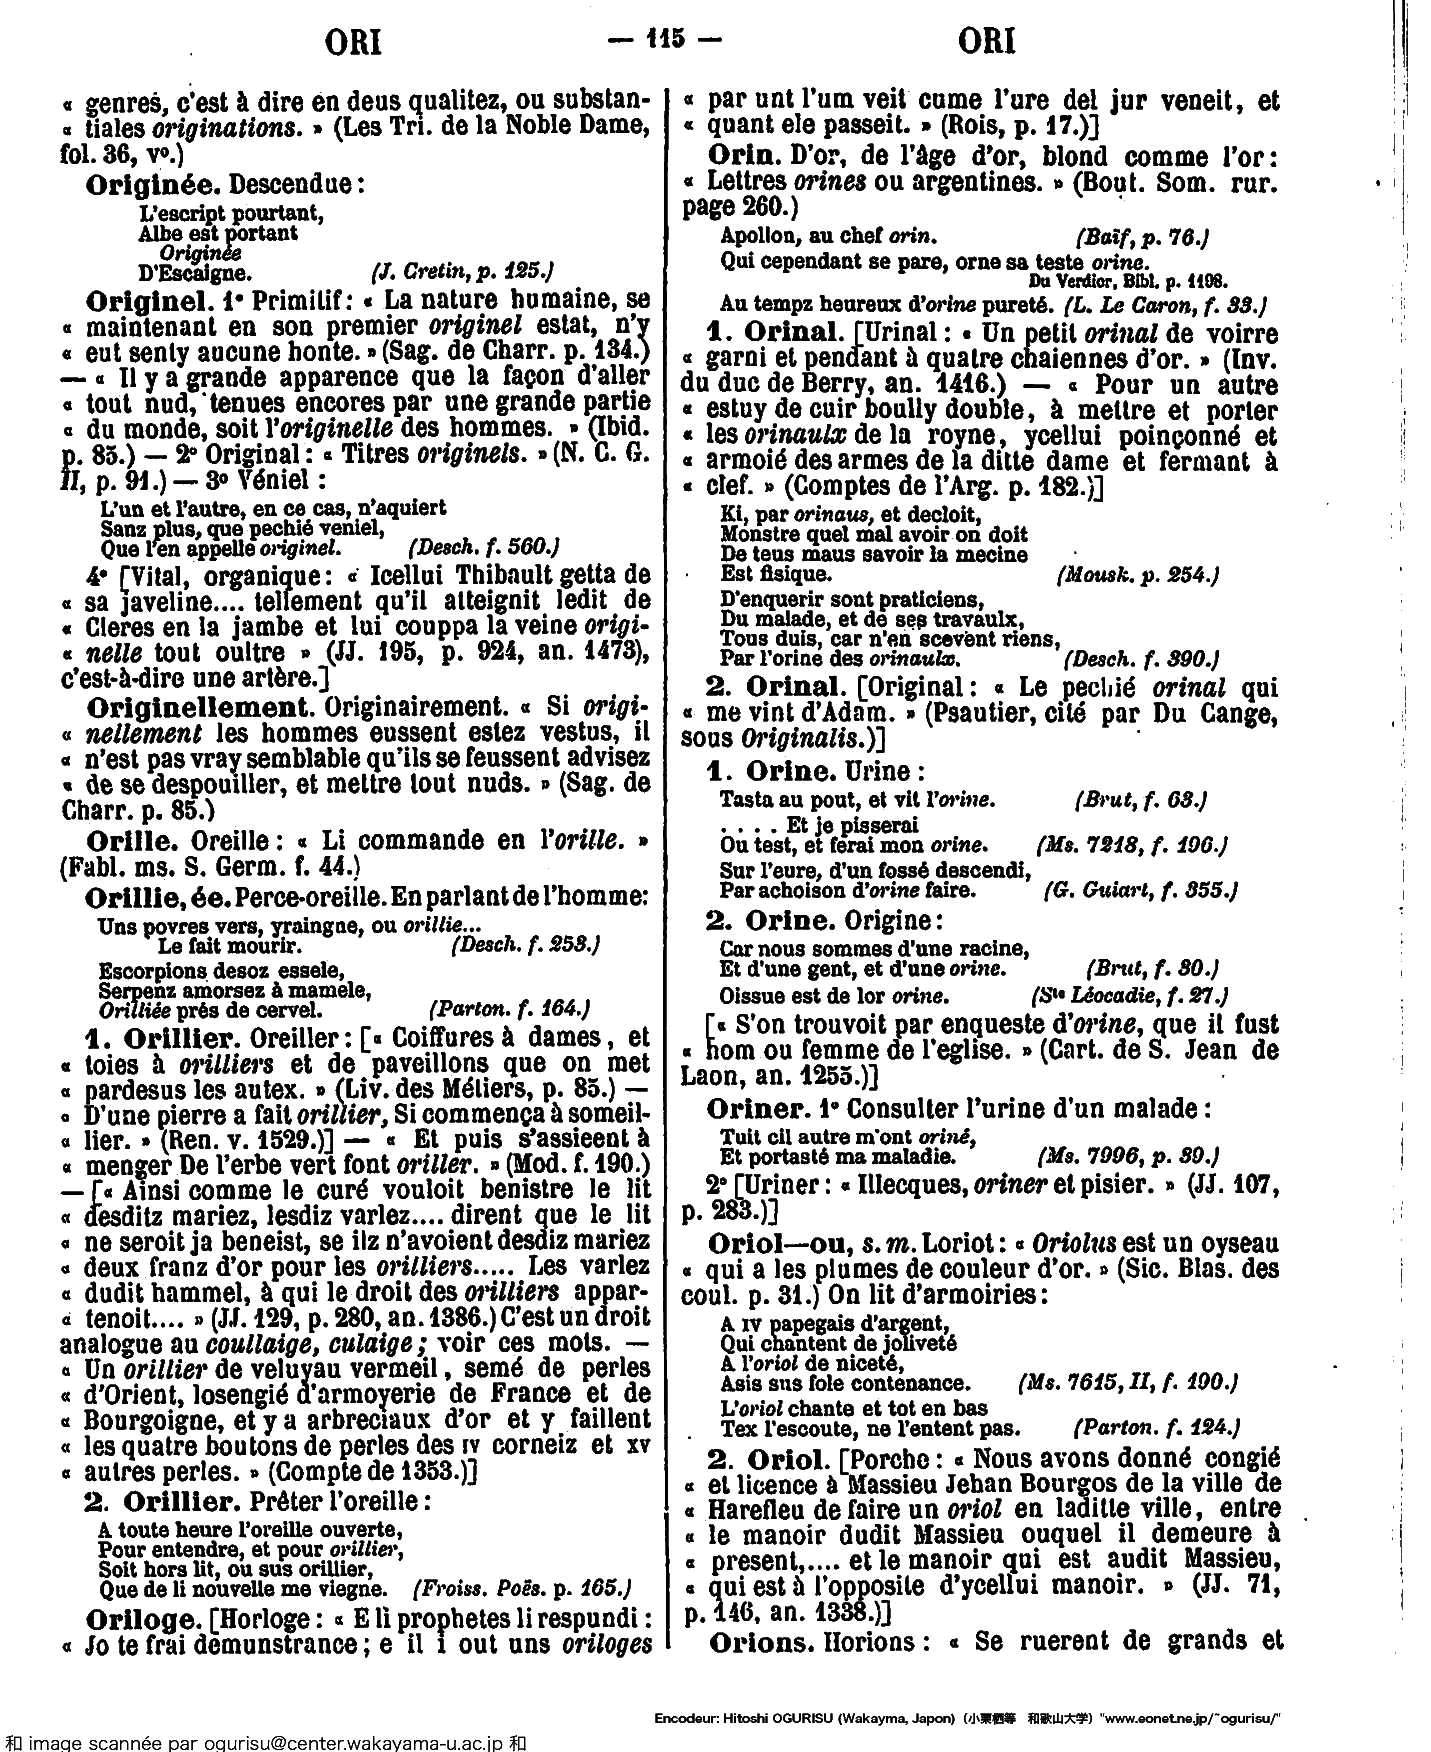 ORI
— 115 —
ORI
« genres, c'est à dire en deus qualitez, ou substan-
« tiales originations. » (Les Tri. de la Noble Dame,
fol. 36, vº.)
Originée. Descendue :
L'escript pourtant,
Albe est portant
Originée
D'Escaigne. (J. Cretin, p. 125.)
Originel. 1º Primitif : « La nature humaine, se
« maintenant en son premier originel estat, n'y
« eut senty aucune honte. » (Sag. de Charr. p. 134.)
— « Il y a grande apparence que la façon d'aller
« tout nud, tenues encores par une grande partie
« du monde, soit l'originelle des hommes. » (Ibid.
p. 85.) — 2º Original : « Titres originels. » (N. C. G.
II, p. 91.) — 3º Véniel :
L'un et l'autre, en ce cas, n'aquiert
Sanz plus, que pechié veniel,
Que l'en appelle originel. (Desch. f. 560.)
4º [Vital, organique : « Icellui Thibault getta de
« sa javeline.... tellement qu'il atteignit ledit de
« Cleres en la jambe et lui couppa la veine origi-
« nelle tout oultre » (JJ. 195, p. 924, an. 1473),
c'est-à-dire une artère.]
Originellement. Originairement. « Si origi-
« nellement les hommes eussent estez vestus, il
« n'est pas vray semblable qu'ils se feussent advisez
« de se despouiller, et mettre tout nuds. » (Sag. de
Charr. p. 85.)
Orille. Oreille : « Li commande en l'orille. »
(Fabl. ms. S. Germ. f. 44.)
Orillie, ée. Perce-oreille. En parlant de l'homme:
Uns povres vers, yraingne, ou orillie...
Le fait mourir. (Desch. f. 253.)
Escorpions desoz essele,
Serpenz amorsez à mamele,
Orilliée prés de cervel. (Parton. f. 164.)
1. Orillier. Oreiller : [« Coiffures à dames, et
« toies à orilliers et de paveillons que on met
« pardesus les autex. » (Liv. des Métiers, p. 85.) —
« D'une pierre a fait orillier, Si commença à someil-
« lier. » (Ren. v. 1529.)] — « Et puis s'assieent à
« menger De l'erbe vert font oriller. » (Mod. f. 190.)
— [« Ainsi comme le curé vouloit benistre le lit
« desditz mariez, lesdiz varlez.... dirent que le lit
« ne seroit ja beneist, se ilz n'avoient desdiz mariez
« deux franz d'or pour les orilliers..... Les varlez
« dudit hammel, à qui le droit des orilliers appar-
« tenoit.... » (JJ. 129, p. 280, an. 1386.) C'est un droit
analogue au coullaige, culaige ; voir ces mots. —
« Un orillier de veluyau vermeil, semé de perles
« d'Orient, losengié d'armoyerie de France et de
« Bourgoigne, et y a arbreciaux d'or et y faillent
« les quatre boutons de perles des IV corneiz et XV
« autres perles. » (Compte de 1353.)]
2. Orillier. Prêter l'oreille :
A toute heure l'oreille ouverte,
Pour entendre, et pour orillier,
Soit hors lit, ou sus orillier,
Que de li nouvelle me viegne. (Froiss. Poës. p. 165.)
Oriloge. [Horloge : « E li prophetes li respundi :
« Jo te frai demunstrance ; e il i out uns oriloges
« par unt l'um veit cume l'ure del jur veneit, et
« quant ele passeit. » (Rois, p. 17.)]
Orin. D'or, de l'âge d'or, blond comme l'or :
« Lettres orines ou argentines. » (Bout. Som. rur.
page 260.)
Apollon, au chef orin. (Baïf, p. 76.)
Qui cependant se pare, orne sa teste orine.
Du Verdier, Bibl. p. 1198.
Au tempz heureux d'orine pureté. (L. Le Caron, f. 33.)
1. Orinal. [Urinal : « Un petit orinal de voirre
« garni et pendant à quatre chaiennes d'or. » (Inv.
du duc de Berry, an. 1416.) — « Pour un autre
« estuy de cuir boully double, à mettre et porter
« les orinaulx de la royne, ycellui poinçonné et
« armoié des armes de la ditte dame et fermant à
« clef. » (Comptes de l'Arg. p. 182.)]
Ki, par orinaus, et decloit,
Monstre quel mal avoir on doit
De teus maus savoir la mecine
Est fisique. (Mousk. p. 254.)
D'enquerir sont praticiens,
Du malade, et de ses travaulx,
Tous duis, car n'en scevent riens,
Par l'orine des orinaulx. (Desch. f. 390.)
2. Orinal. [Original : « Le pechié orinal qui
« me vint d'Adam. » (Psautier, cité par Du Cange,
sous Originalis.)]
1. Orine. Urine :
Tasta au pout, et vit l'orine. (Brut, f. 63.)
. . . . Et je pisserai
Ou test, et ferai mon orine. (Ms. 7218, f. 196.)
Sur l'eure, d'un fossé descendi,
Par achoison d'orine faire. (G. Guiart, f. 355.)
2. Orine. Origine :
Car nous sommes d'une racine,
Et d'une gent, et d'une orine. (Brut, f. 30.)
Oissue est de lor orine. (Ste Léocadie, f. 27.)
[« S'on trouvoit par enqueste d'orine, que il fust
« hom ou femme de l'eglise. » (Cart. de S. Jean de
Laon, an. 1255.)]
Oriner. 1º Consulter l'urine d'un malade :
Tuit cil autre m'ont oriné,
Et portasté ma maladie. (Ms. 7996, p. 39.)
2º [Uriner : « Illecques, oriner et pisier. » (JJ. 107,
p. 283.)]
Oriol—ou, s. m. Loriot : « Oriolus est un oyseau
« qui a les plumes de couleur d'or. » (Sic. Blas. des
coul. p. 31.) On lit d'armoiries :
A IV papegais d'argent,
Qui chantent de joliveté
A l'oriol de niceté,
Asis sus fole contenance. (Ms. 7615, II, f. 190.)
L'oriol chante et tot en bas
Tex l'escoute, ne l'entent pas. (Parton. f. 124.)
2. Oriol. [Porche : « Nous avons donné congié
« et licence à Massieu Jehan Bourgos de la ville de
« Harefleu de faire un oriol en laditte ville, entre
« le manoir dudit Massieu ouquel il demeure à
« present,.... et le manoir qui est audit Massieu,
« qui est à l'opposite d'ycellui manoir. » (JJ. 71,
p. 146, an. 1338.)]
Orions. Horions : « Se ruerent de grands et
Encodeur: Hitoshi OGURISU (Wakayma, Japon) (小栗栖等 和歌山大学) "www.eonet.ne.jp/~ogurisu/"
和 image scannée par ogurisu@center.wakayama-u.ac.jp 和